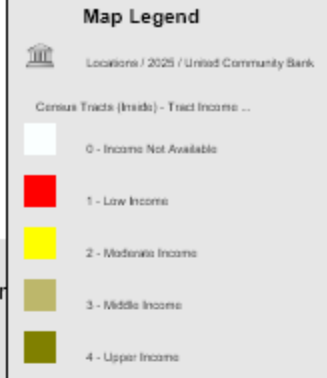 Map Legend
Locations / 2025 / United Community Bank
Census Tracts (Inside) - Tract Income ...
0 - Income Not Available
1 - Low Income
2 - Moderate Income
3 - Middle Income
4 - Upper Income